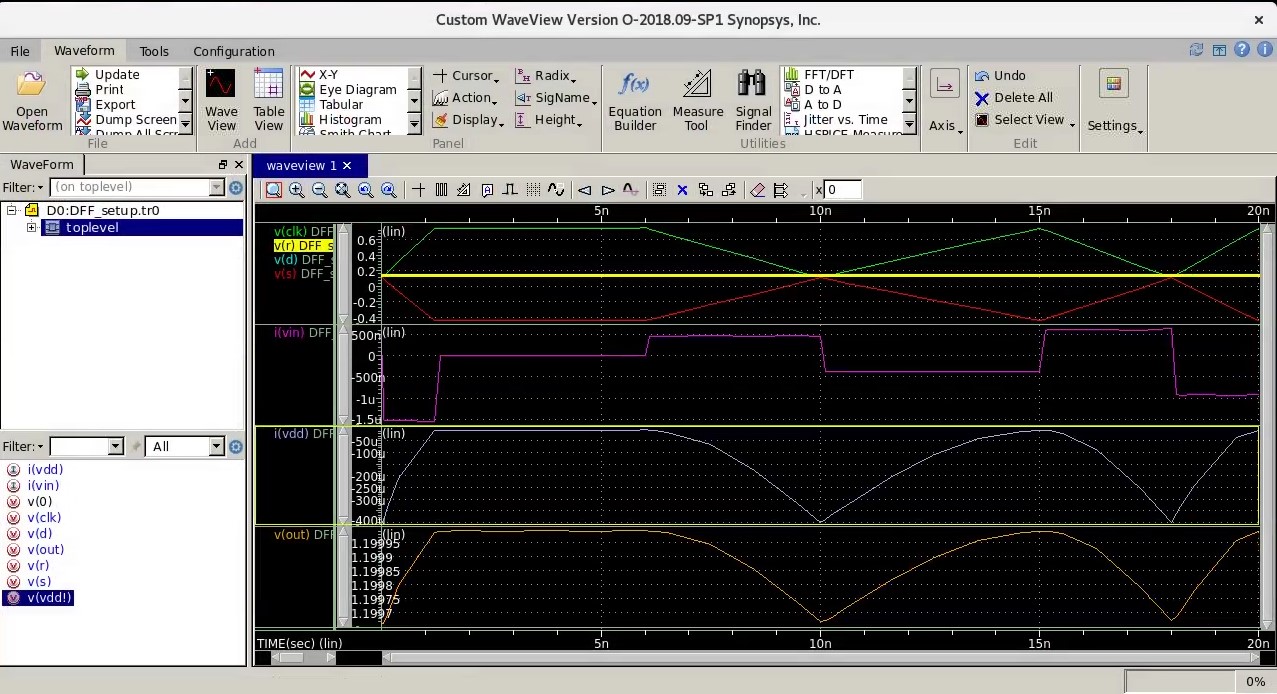 Custom WaveView Version O-2018.09-SP1 Synopsys, Inc.
File Waveform Tools Configuration
Open Waveform
Update
Print
Export
Dump Screen
Dump All Scr
File
Wave View
Table View
Add
X-Y
Eye Diagram
Tabular
Histogram
Smith Chart
Cursor
Action
Display
Radix
SigName
Height
Panel
Equation Builder
Measure Tool
Signal Finder
FFT/DFT
D to A
A to D
Jitter vs. Time
HSPICE Measur
Utilities
Axis
Undo
Delete All
Select View
Edit
Settings
WaveForm
Filter: (on toplevel)
D0:DFF_setup.tr0
toplevel
Filter: All
i(vdd)
i(vin)
v(0)
v(clk)
v(d)
v(out)
v(r)
v(s)
v(vdd!)
waveview 1
x 0
5n 10n 15n 20n
v(clk) DFF
v(r) DFF_s
v(d) DFF_
v(s) DFF_
(lin)
0.6
0.4
0.2
0
-0.2
-0.4
i(vin) DFF
(lin)
500n
0
-500n
-1u
-1.5u
i(vdd) DFF
(lin)
-50u
-100u
-200u
-250u
-300u
-400u
v(out) DFF
(lin)
1.19995
1.1999
1.19985
1.1998
1.19975
1.1997
TIME(sec) (lin) 5n 10n 15n 20n
0%